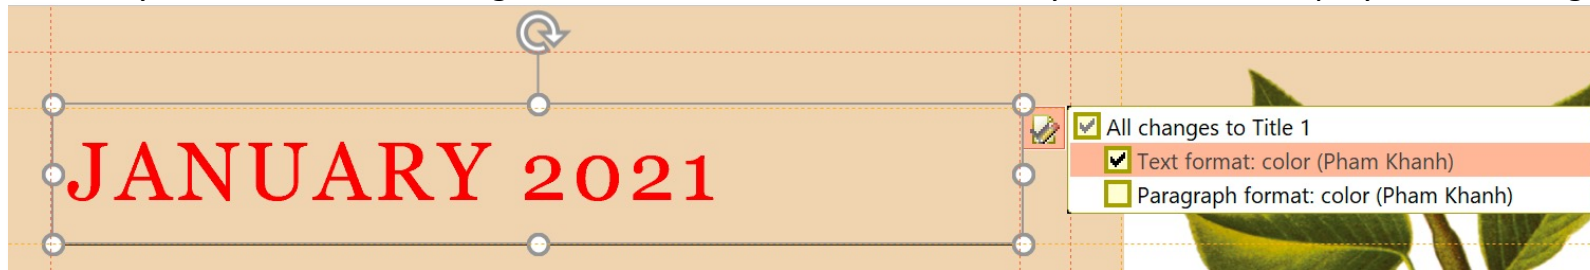 JANUARY 2021
All changes to Title 1
Text format: color (Pham Khanh)
Paragraph format: color (Pham Khanh)